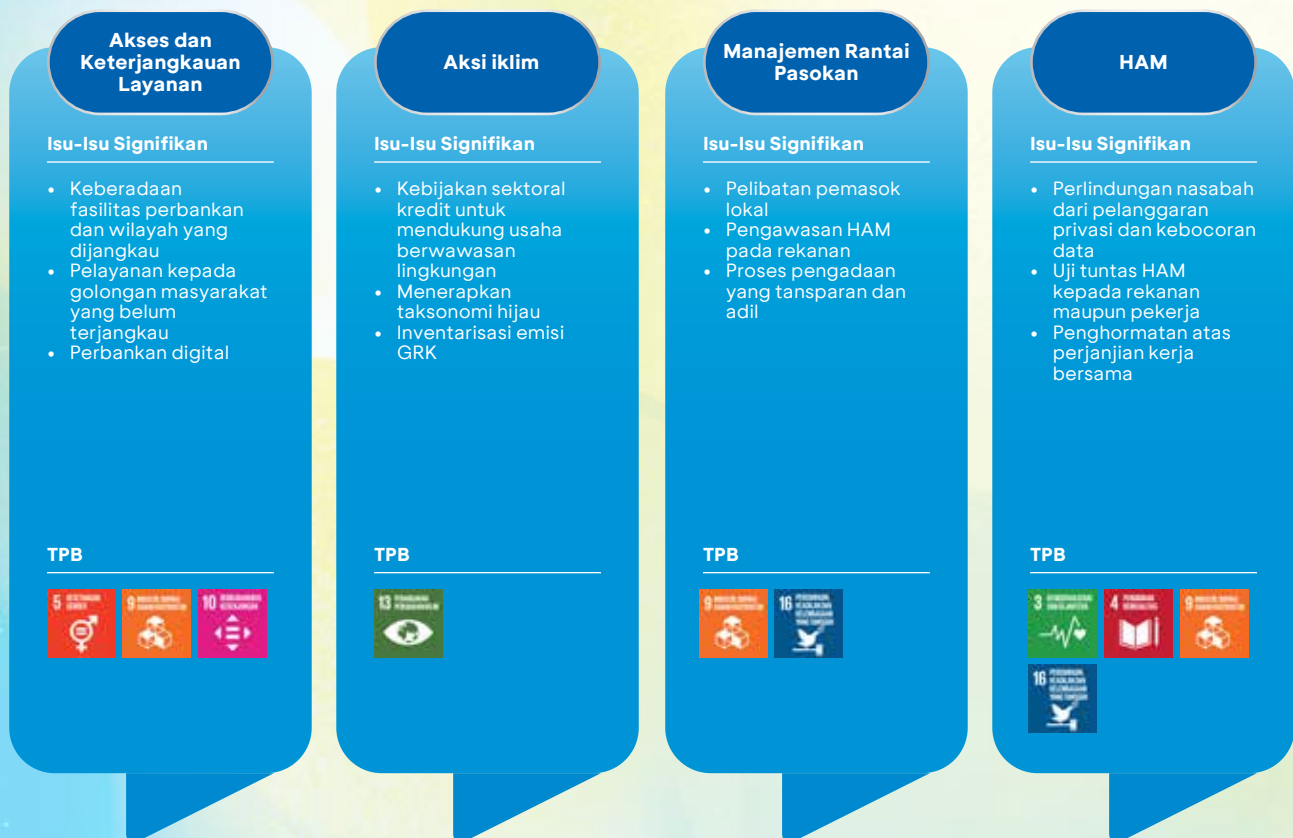 Akses dan
Keterjangkauan
Layanan
Isu-Isu Signifikan
• Keberadaan
fasilitas perbankan
dan wilayah yang
dijangkau
• Pelayanan kepada
golongan masyarakat
yang belum
terjangkau
• Perbankan digital
TPB
5
9
10
Aksi iklim
Isu-Isu Signifikan
• Kebijakan sektoral
kredit untuk
mendukung usaha
berwawasan
lingkungan
• Menerapkan
taksonomi hijau
• Inventarisasi emisi
GRK
TPB
13
Manajemen Rantai
Pasokan
Isu-Isu Signifikan
• Pelibatan pemasok
lokal
• Pengawasan HAM
pada rekanan
• Proses pengadaan
yang tansparan dan
adil
TPB
9
16
HAM
Isu-Isu Signifikan
• Perlindungan nasabah
dari pelanggaran
privasi dan kebocoran
data
• Uji tuntas HAM
kepada rekanan
maupun pekerja
• Penghormatan atas
perjanjian kerja
bersama
TPB
3
4
9
16